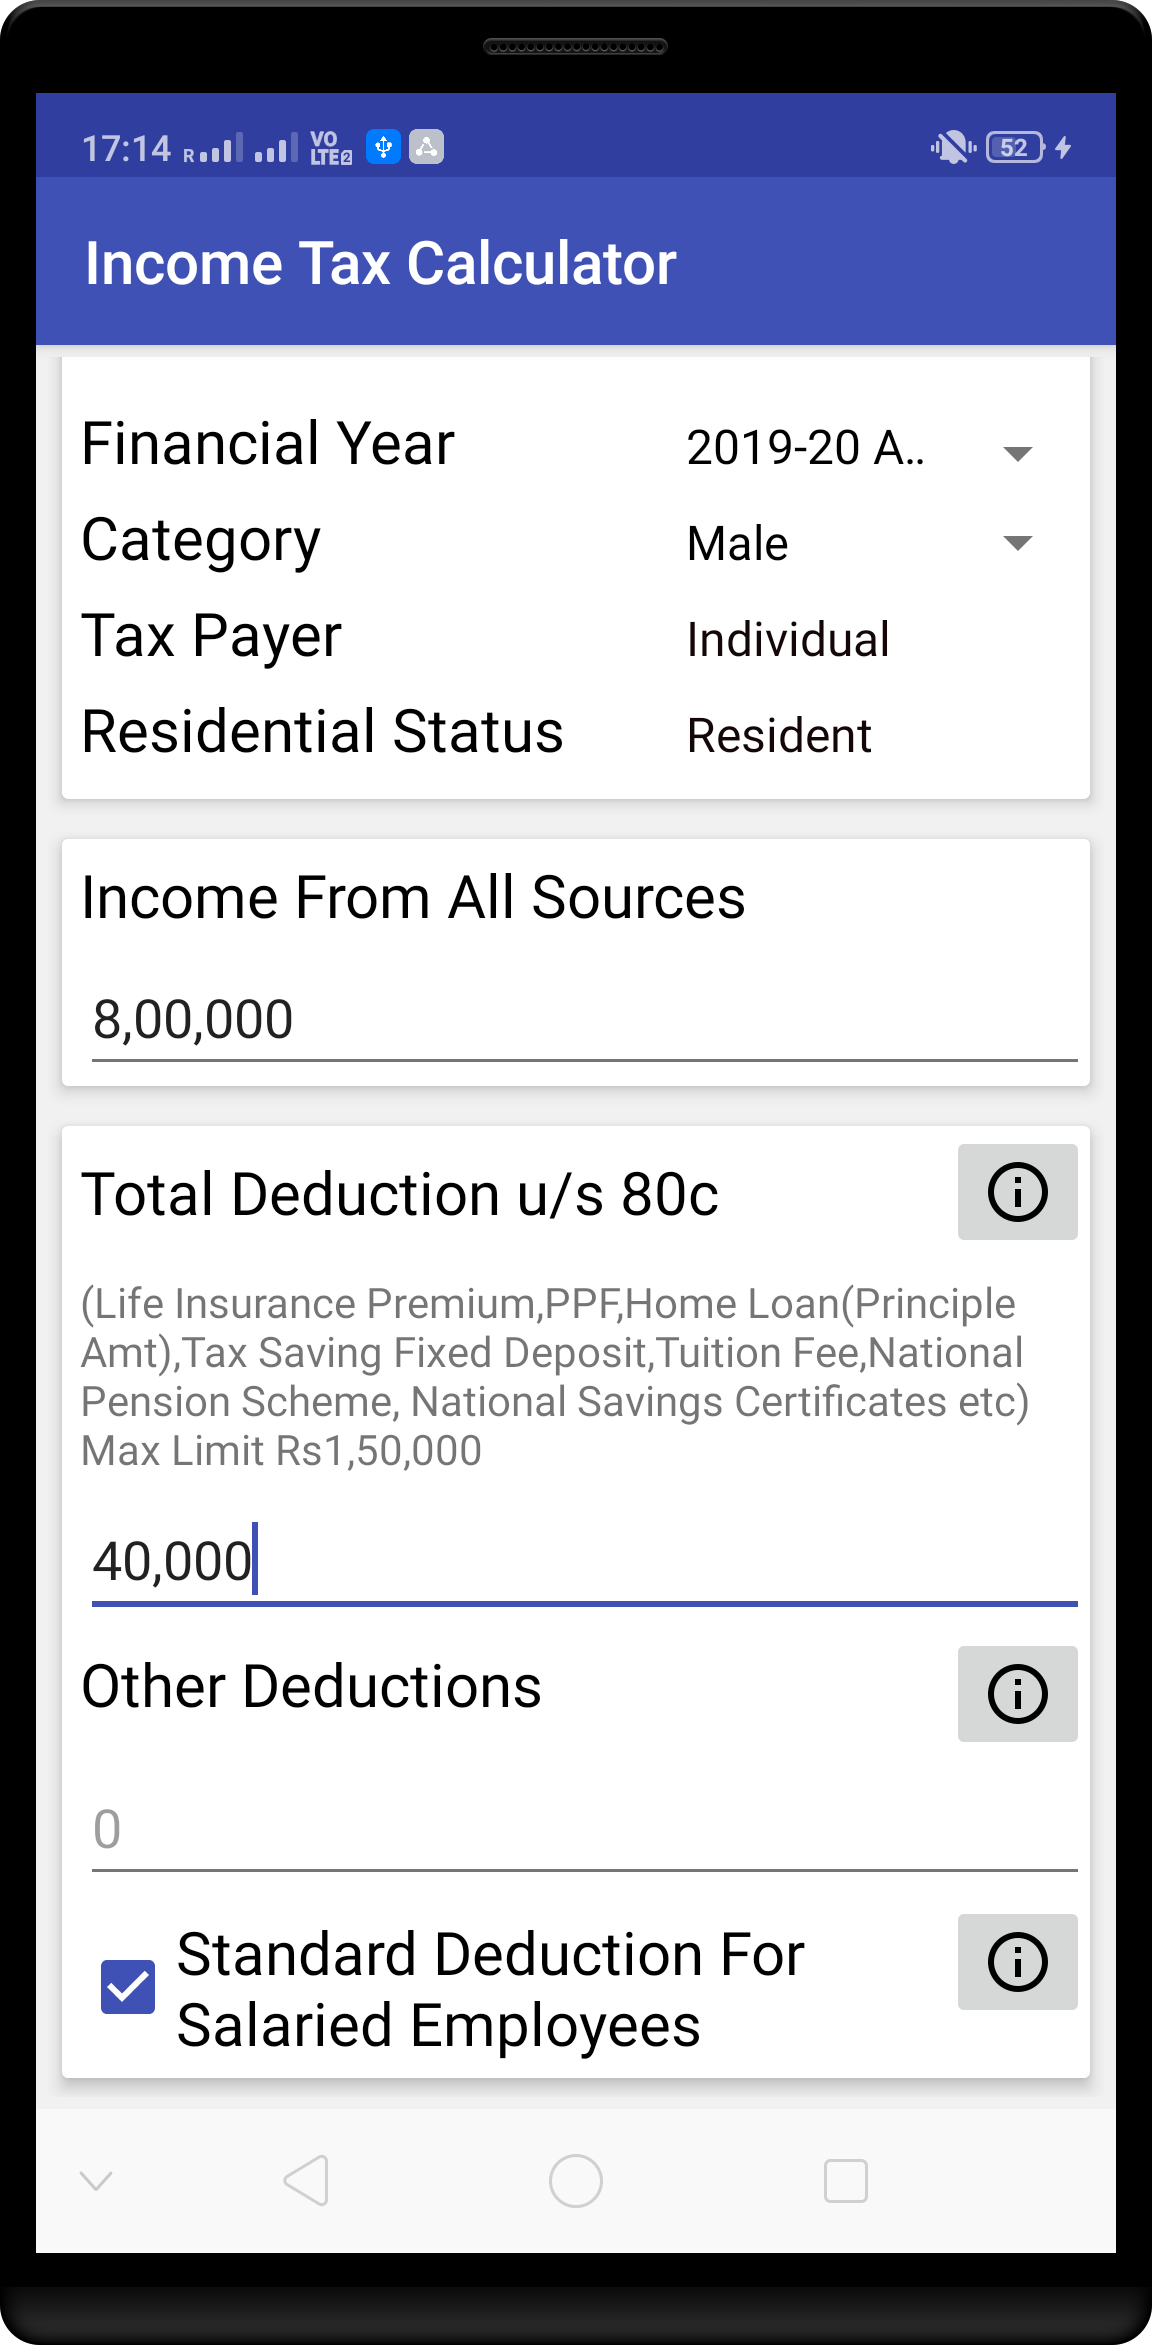 17:14 R VO LTE 2 52
Income Tax Calculator
Financial Year 2019-20 A..
Category Male
Tax Payer Individual
Residential Status Resident
Income From All Sources
8,00,000
Total Deduction u/s 80c
(Life Insurance Premium,PPF,Home Loan(Principle
Amt),Tax Saving Fixed Deposit,Tuition Fee,National
Pension Scheme, National Savings Certificates etc)
Max Limit Rs1,50,000
40,000
Other Deductions
0
Standard Deduction For
Salaried Employees